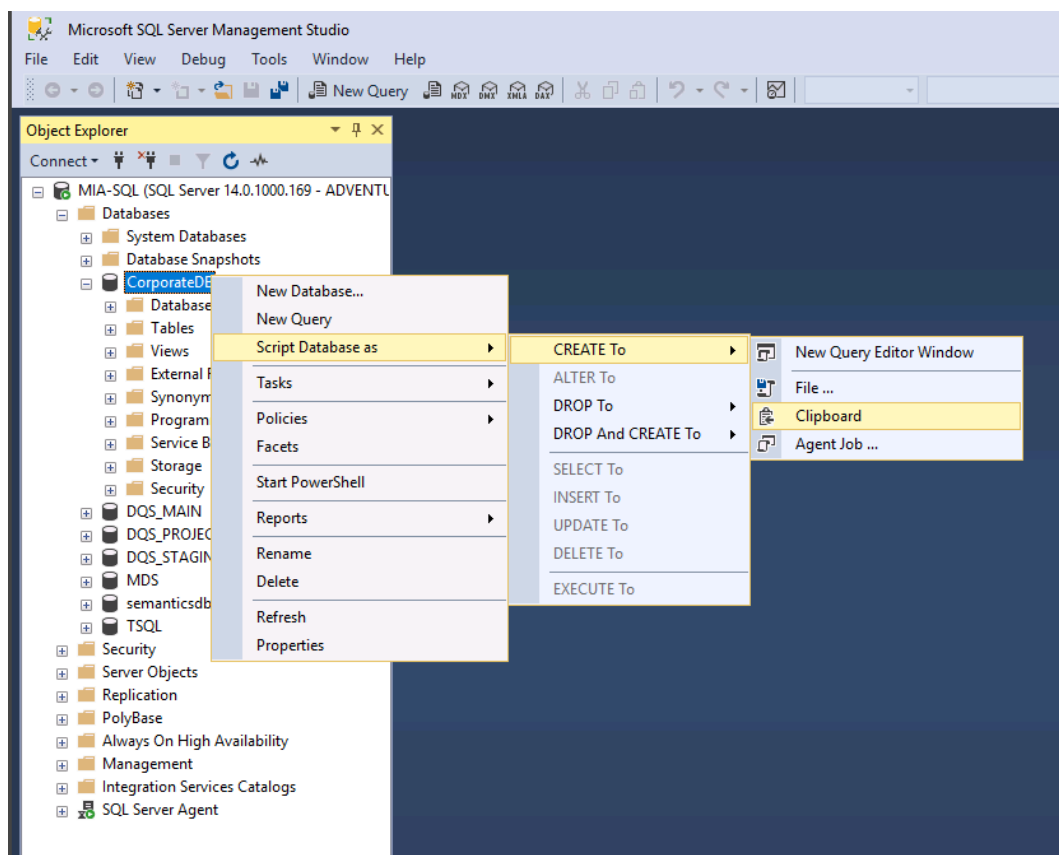 Microsoft SQL Server Management Studio
File Edit View Debug Tools Window Help
New Query MDX DMX XMLA DAX
Object Explorer
Connect
MIA-SQL (SQL Server 14.0.1000.169 - ADVENTU
Databases
System Databases
Database Snapshots
CorporateDB
Database
Tables
Views
External
Synonym
Program
Service B
Storage
Security
DQS_MAIN
DQS_PROJEC
DQS_STAGIN
MDS
semanticsdb
TSQL
Security
Server Objects
Replication
PolyBase
Always On High Availability
Management
Integration Services Catalogs
SQL Server Agent
New Database...
New Query
Script Database as
Tasks
Policies
Facets
Start PowerShell
Reports
Rename
Delete
Refresh
Properties
CREATE To
ALTER To
DROP To
DROP And CREATE To
SELECT To
INSERT To
UPDATE To
DELETE To
EXECUTE To
New Query Editor Window
File ...
Clipboard
Agent Job ...